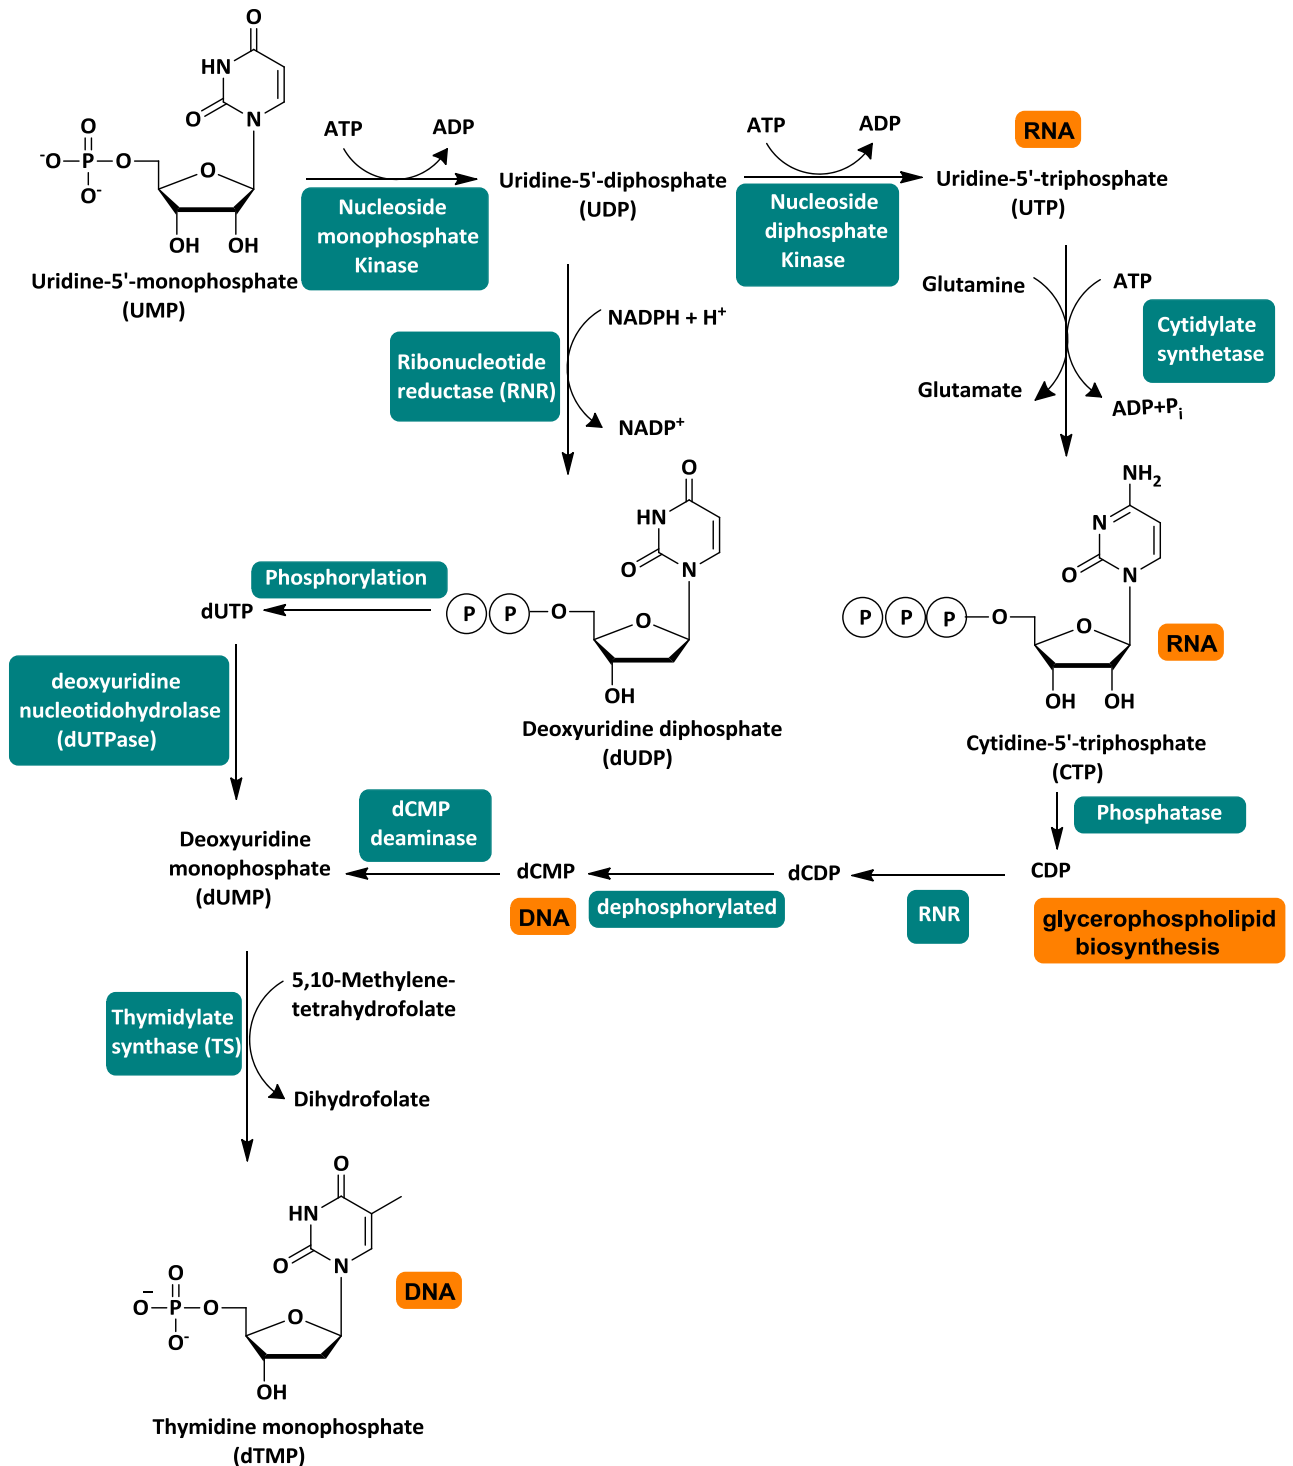 O
HN
O
N
O
⁻O
P
O
O⁻
O
OH
OH
Uridine-5'-monophosphate
(UMP)
ATP
ADP
Nucleoside
monophosphate
Kinase
Uridine-5'-diphosphate
(UDP)
ATP
ADP
Nucleoside
diphosphate
Kinase
RNA
Uridine-5'-triphosphate
(UTP)
Glutamine
ATP
Cytidylate
synthetase
Glutamate
ADP+Pi
NADPH + H⁺
Ribonucleotide
reductase (RNR)
NADP⁺
O
HN
O
N
P
P
O
O
OH
Deoxyuridine diphosphate
(dUDP)
Phosphorylation
dUTP
deoxyuridine
nucleotidohydrolase
(dUTPase)
NH₂
N
O
N
P
P
P
O
O
OH
OH
RNA
Cytidine-5'-triphosphate
(CTP)
Phosphatase
CDP
glycerophospholipid
biosynthesis
RNR
dCDP
dephosphorylated
dCMP
DNA
dCMP
deaminase
Deoxyuridine
monophosphate
(dUMP)
5,10-Methylene-
tetrahydrofolate
Thymidylate
synthase (TS)
Dihydrofolate
O
HN
O
N
O
O⁻
P
O
O⁻
O
OH
DNA
Thymidine monophosphate
(dTMP)